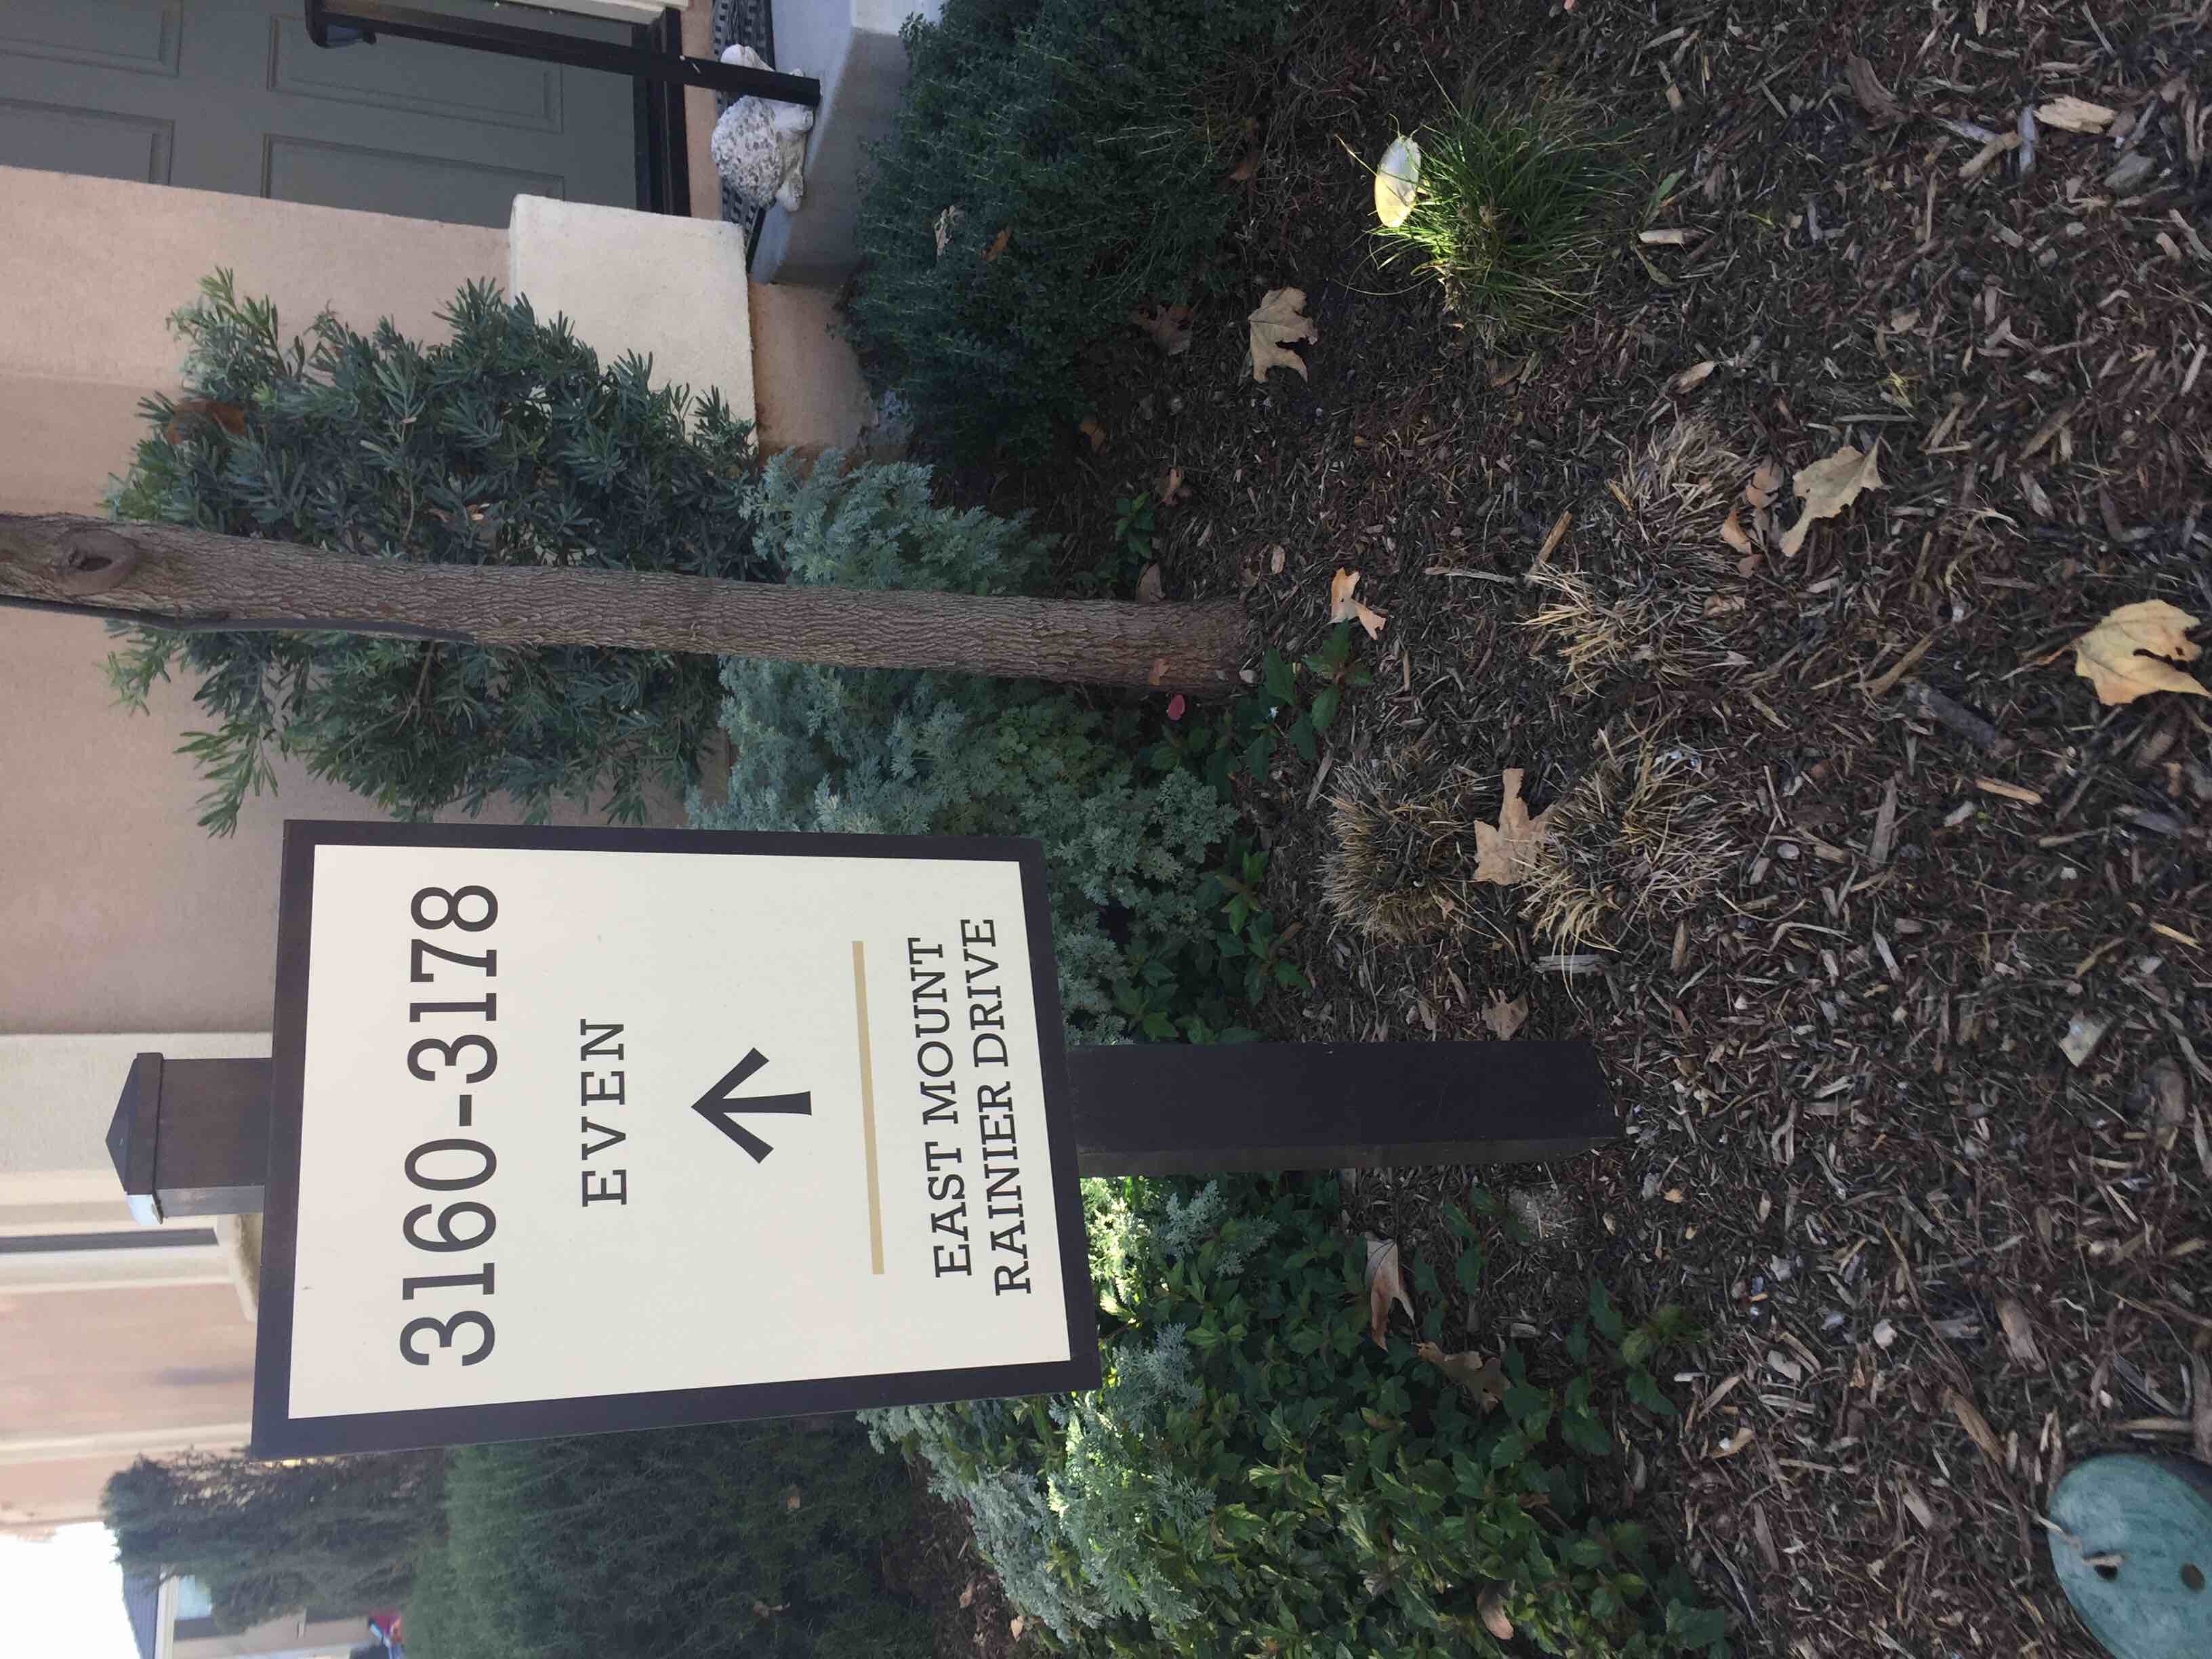 3160-3178
EVEN
EAST MOUNT
RAINIER DRIVE